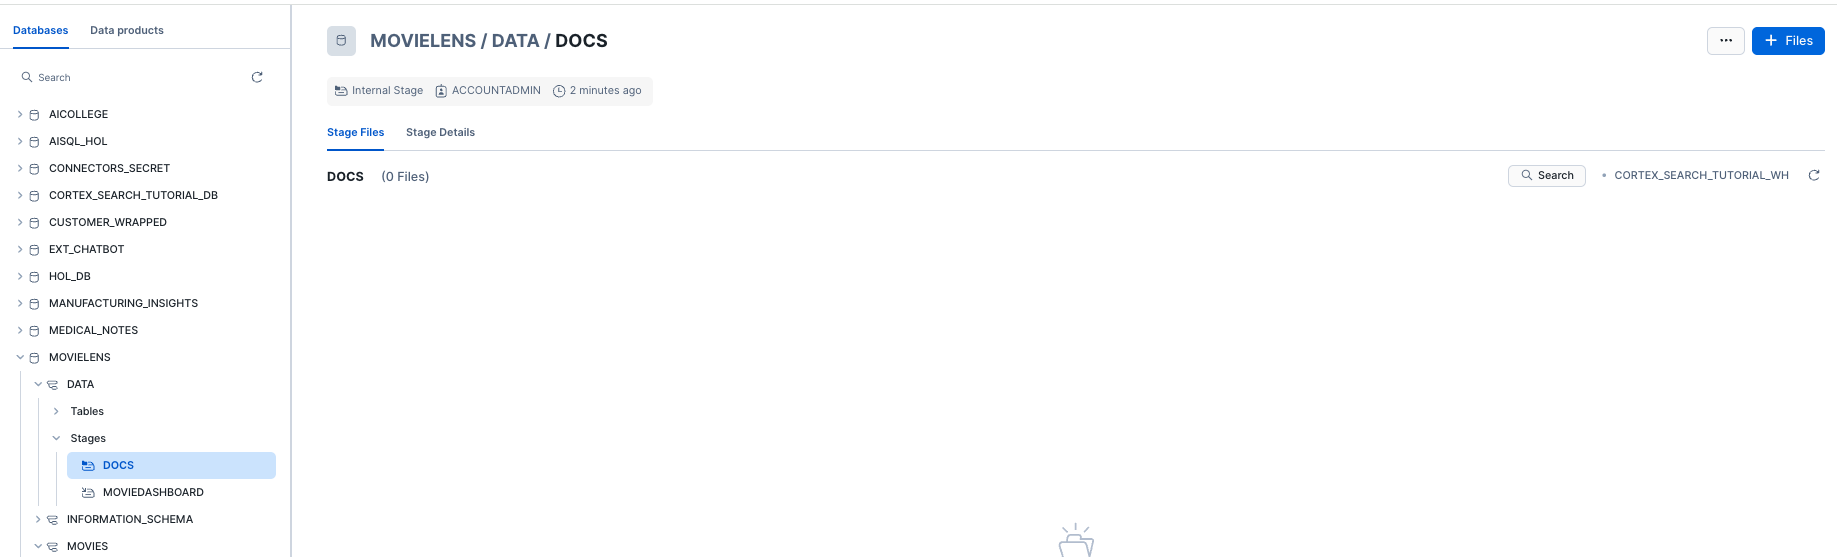 Databases Data products
Search
AICOLLEGE
AISQL_HOL
CONNECTORS_SECRET
CORTEX_SEARCH_TUTORIAL_DB
CUSTOMER_WRAPPED
EXT_CHATBOT
HOL_DB
MANUFACTURING_INSIGHTS
MEDICAL_NOTES
MOVIELENS
DATA
Tables
Stages
DOCS
MOVIEDASHBOARD
INFORMATION_SCHEMA
MOVIES
MOVIELENS / DATA / DOCS
... + Files
Internal Stage ACCOUNTADMIN 2 minutes ago
Stage Files Stage Details
DOCS (0 Files)
Search • CORTEX_SEARCH_TUTORIAL_WH